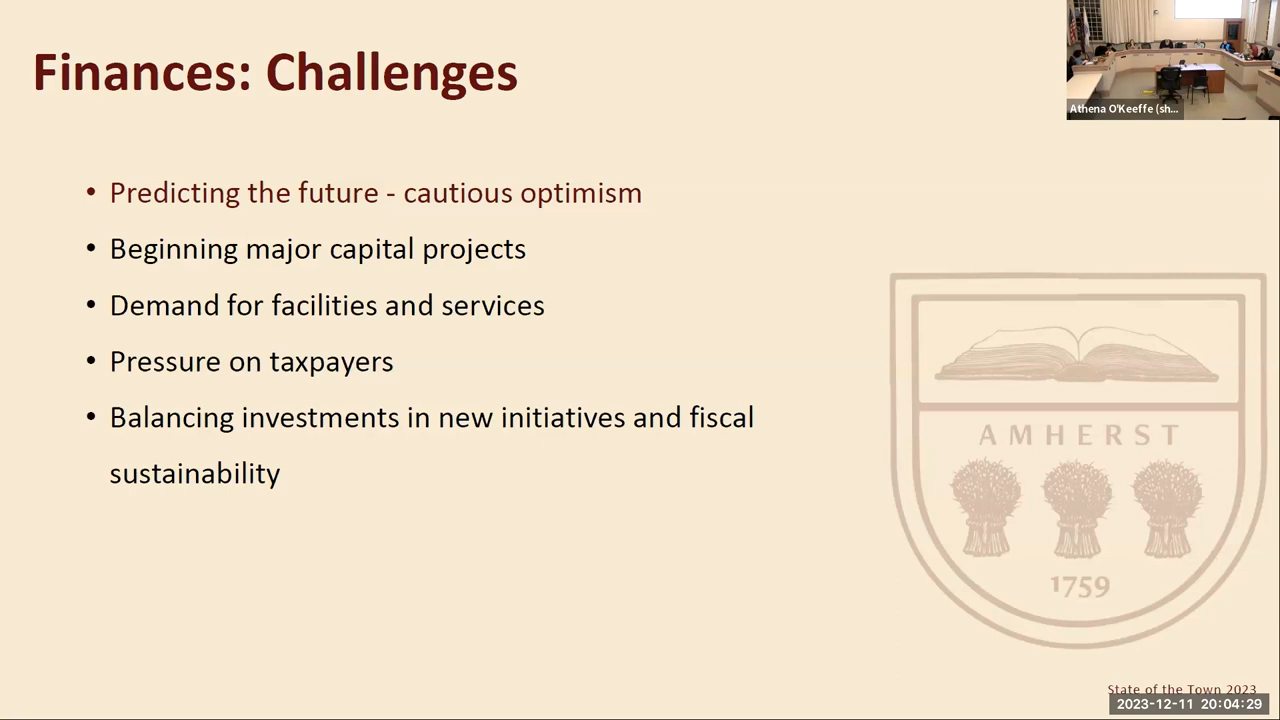 Finances: Challenges
Athena O'Keeffe (sh...
• Predicting the future - cautious optimism
• Beginning major capital projects
• Demand for facilities and services
• Pressure on taxpayers
• Balancing investments in new initiatives and fiscal
sustainability
AMHERST
1759
State of the Town 2023
2023-12-11 20:04:29